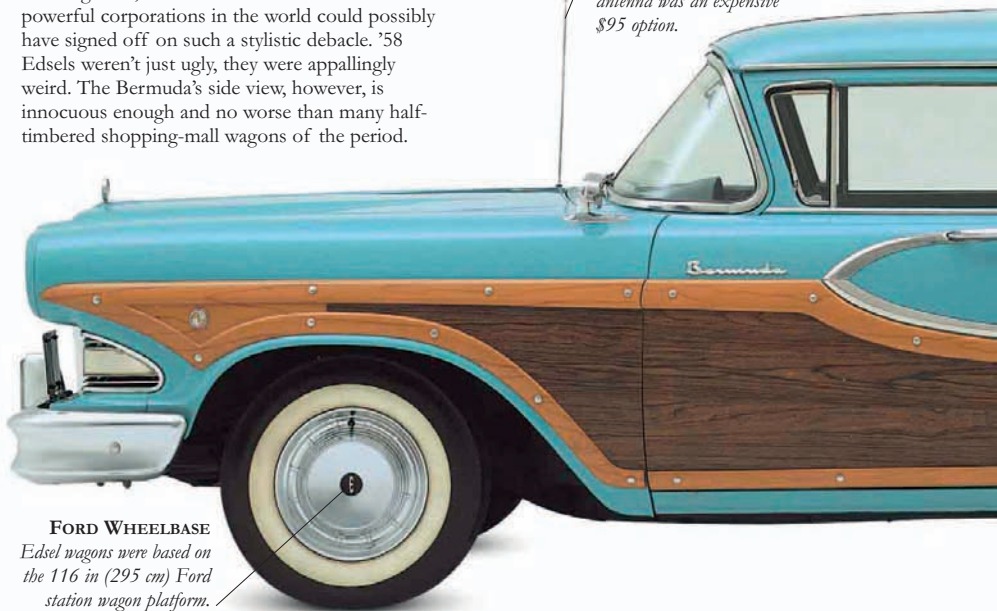 powerful corporations in the world could possibly
have signed off on such a stylistic debacle. ’58
Edsels weren’t just ugly, they were appallingly
weird. The Bermuda’s side view, however, is
innocuous enough and no worse than many half-
timbered shopping-mall wagons of the period.
antenna was an expensive
$95 option.
Bermuda
E
FORD WHEELBASE
Edsel wagons were based on
the 116 in (295 cm) Ford
station wagon platform.